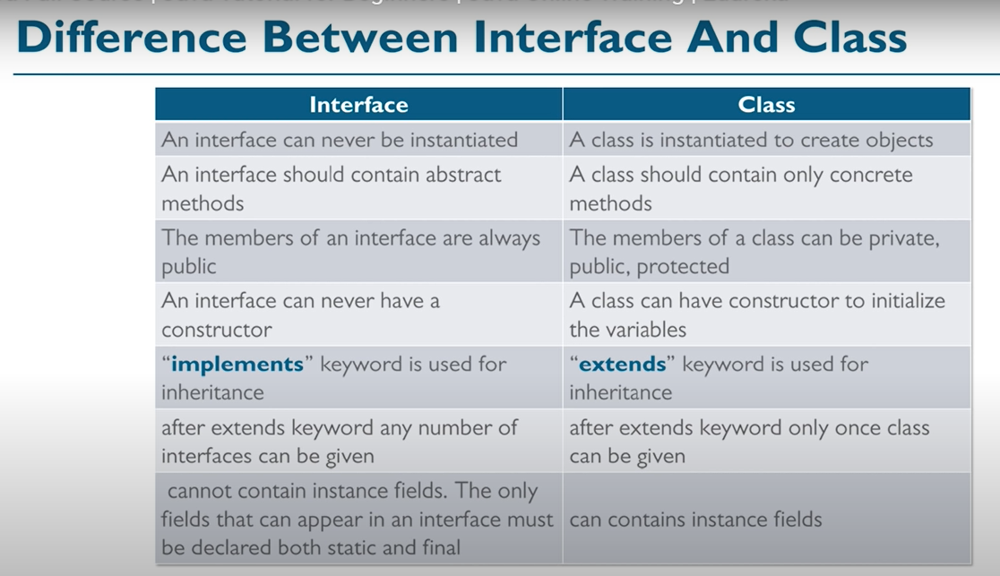 Difference Between Interface And Class
Interface
Class
An interface can never be instantiated
A class is instantiated to create objects
An interface should contain abstract
methods
A class should contain only concrete
methods
The members of an interface are always
public
The members of a class can be private,
public, protected
An interface can never have a
constructor
A class can have constructor to initialize
the variables
“implements” keyword is used for
inheritance
“extends” keyword is used for
inheritance
after extends keyword any number of
interfaces can be given
after extends keyword only once class
can be given
cannot contain instance fields. The only
fields that can appear in an interface must
be declared both static and final
can contains instance fields